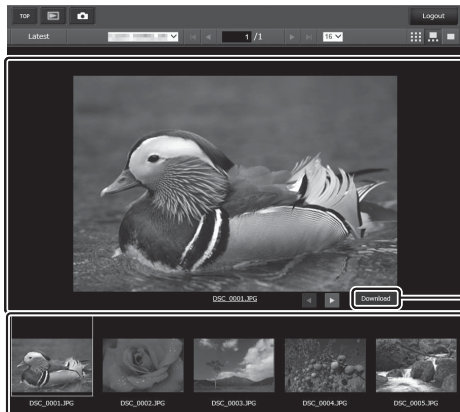 TOP Logout
Latest 1 /1 16
DSC_0001.JPG Download
DSC_0001.JPG DSC_0002.JPG DSC_0003.JPG DSC_0004.JPG DSC_0005.JPG